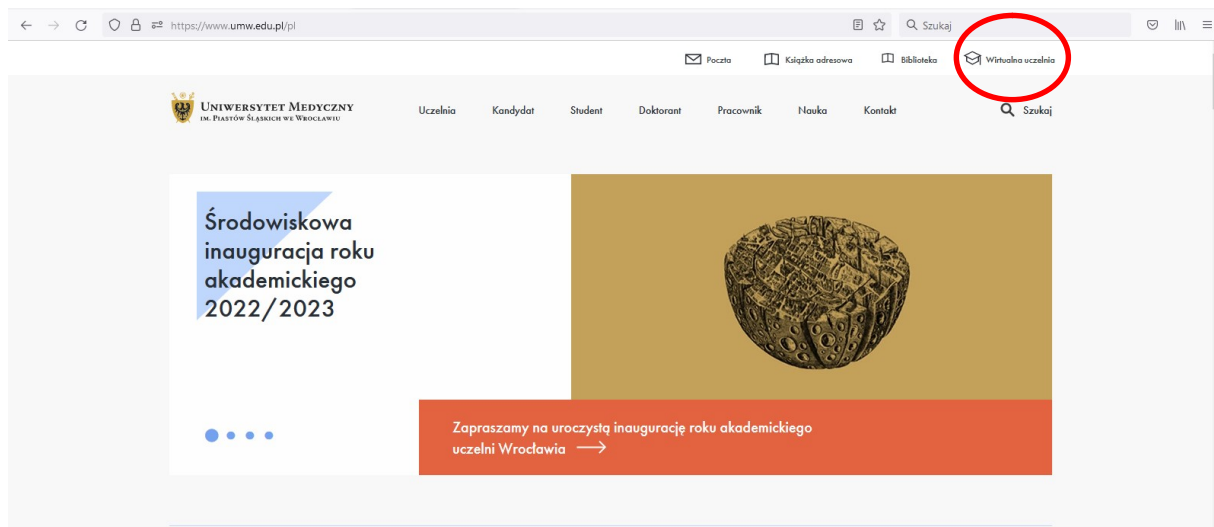 https://www.umw.edu.pl/pl
Szukaj
Poczta
Książka adresowa
Biblioteka
Wirtualna uczelnia
UNIWERSYTET MEDYCZNY
IM. PIASTÓW ŚLĄSKICH WE WROCŁAWIU
Uczelnia
Kandydat
Student
Doktorant
Pracownik
Nauka
Kontakt
Szukaj
Środowiskowa
inauguracja roku
akademickiego
2022/2023
Zapraszamy na uroczystą inaugurację roku akademickiego
uczelni Wrocławia